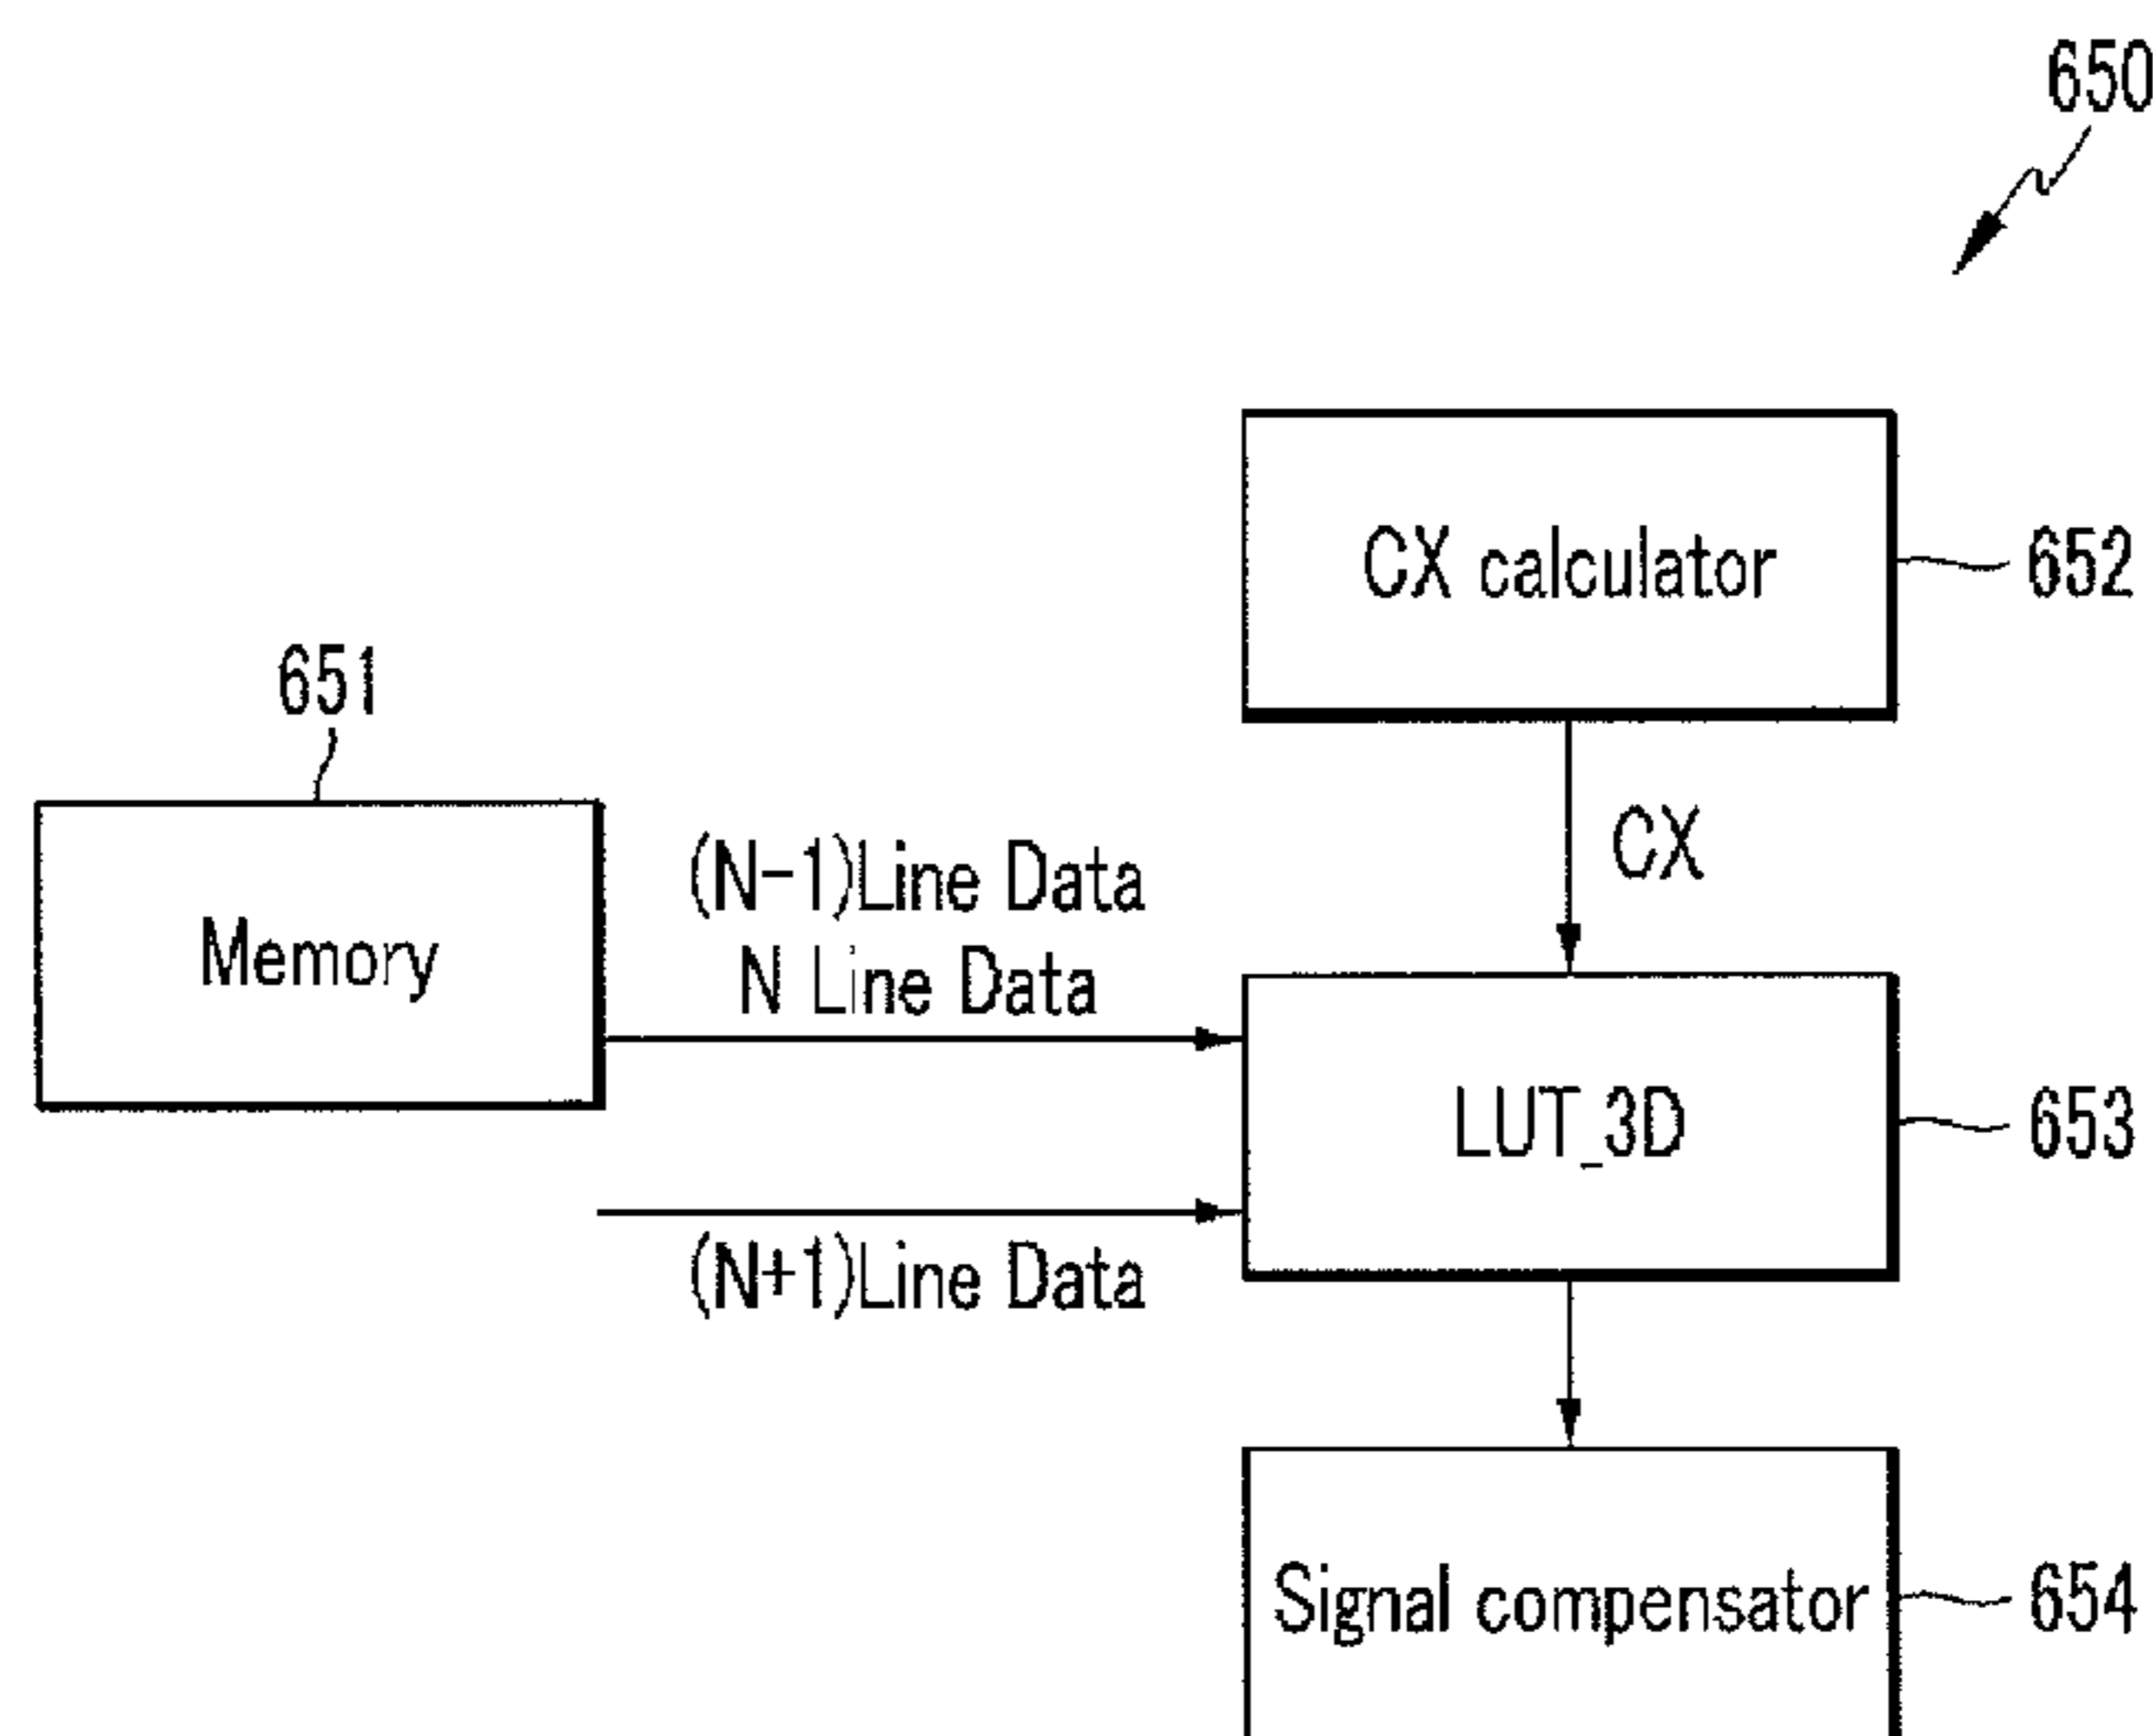 650
CX calculator
652
651
CX
(N-1)Line Data
N Line Data
Memory
LUT_3D
653
(N+1)Line Data
Signal compensator
654